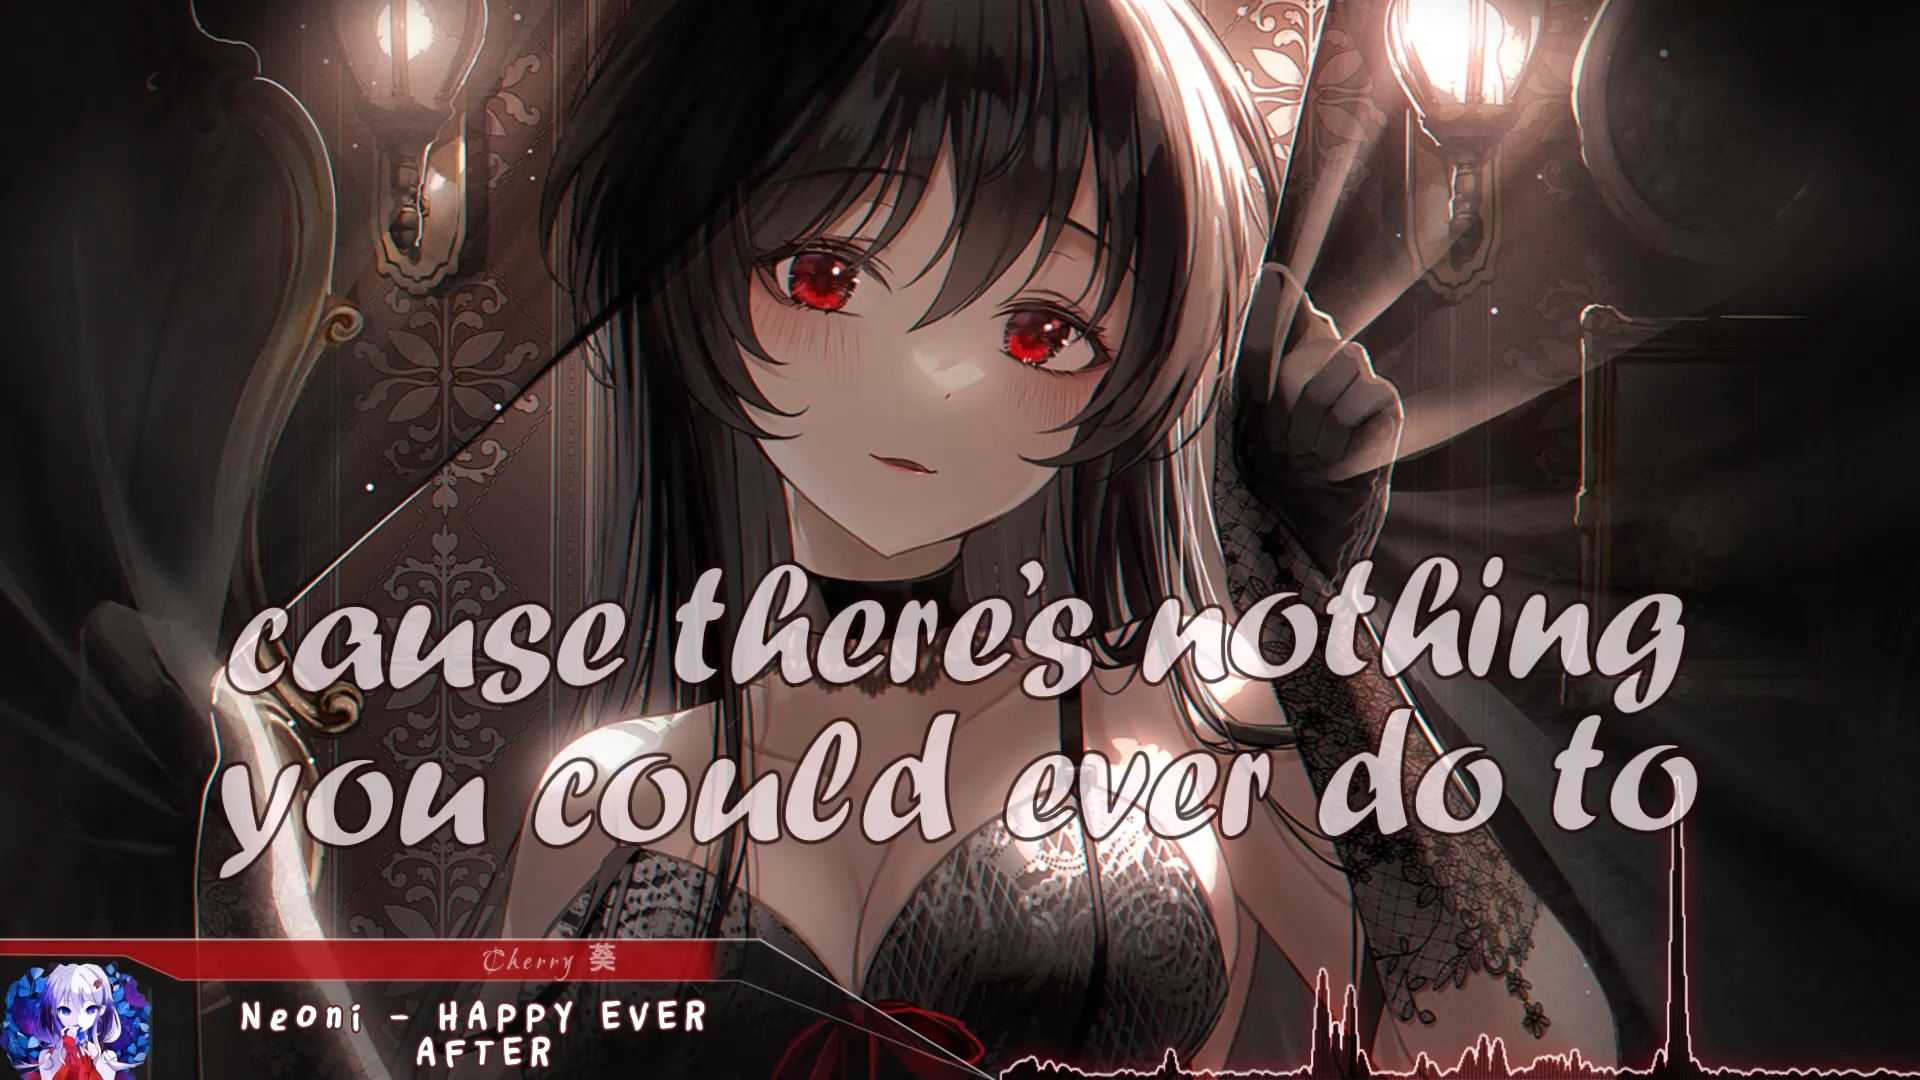 cause there's nothing
you could ever do to
Cherry 葵
Neoni - HAPPY EVER
AFTER